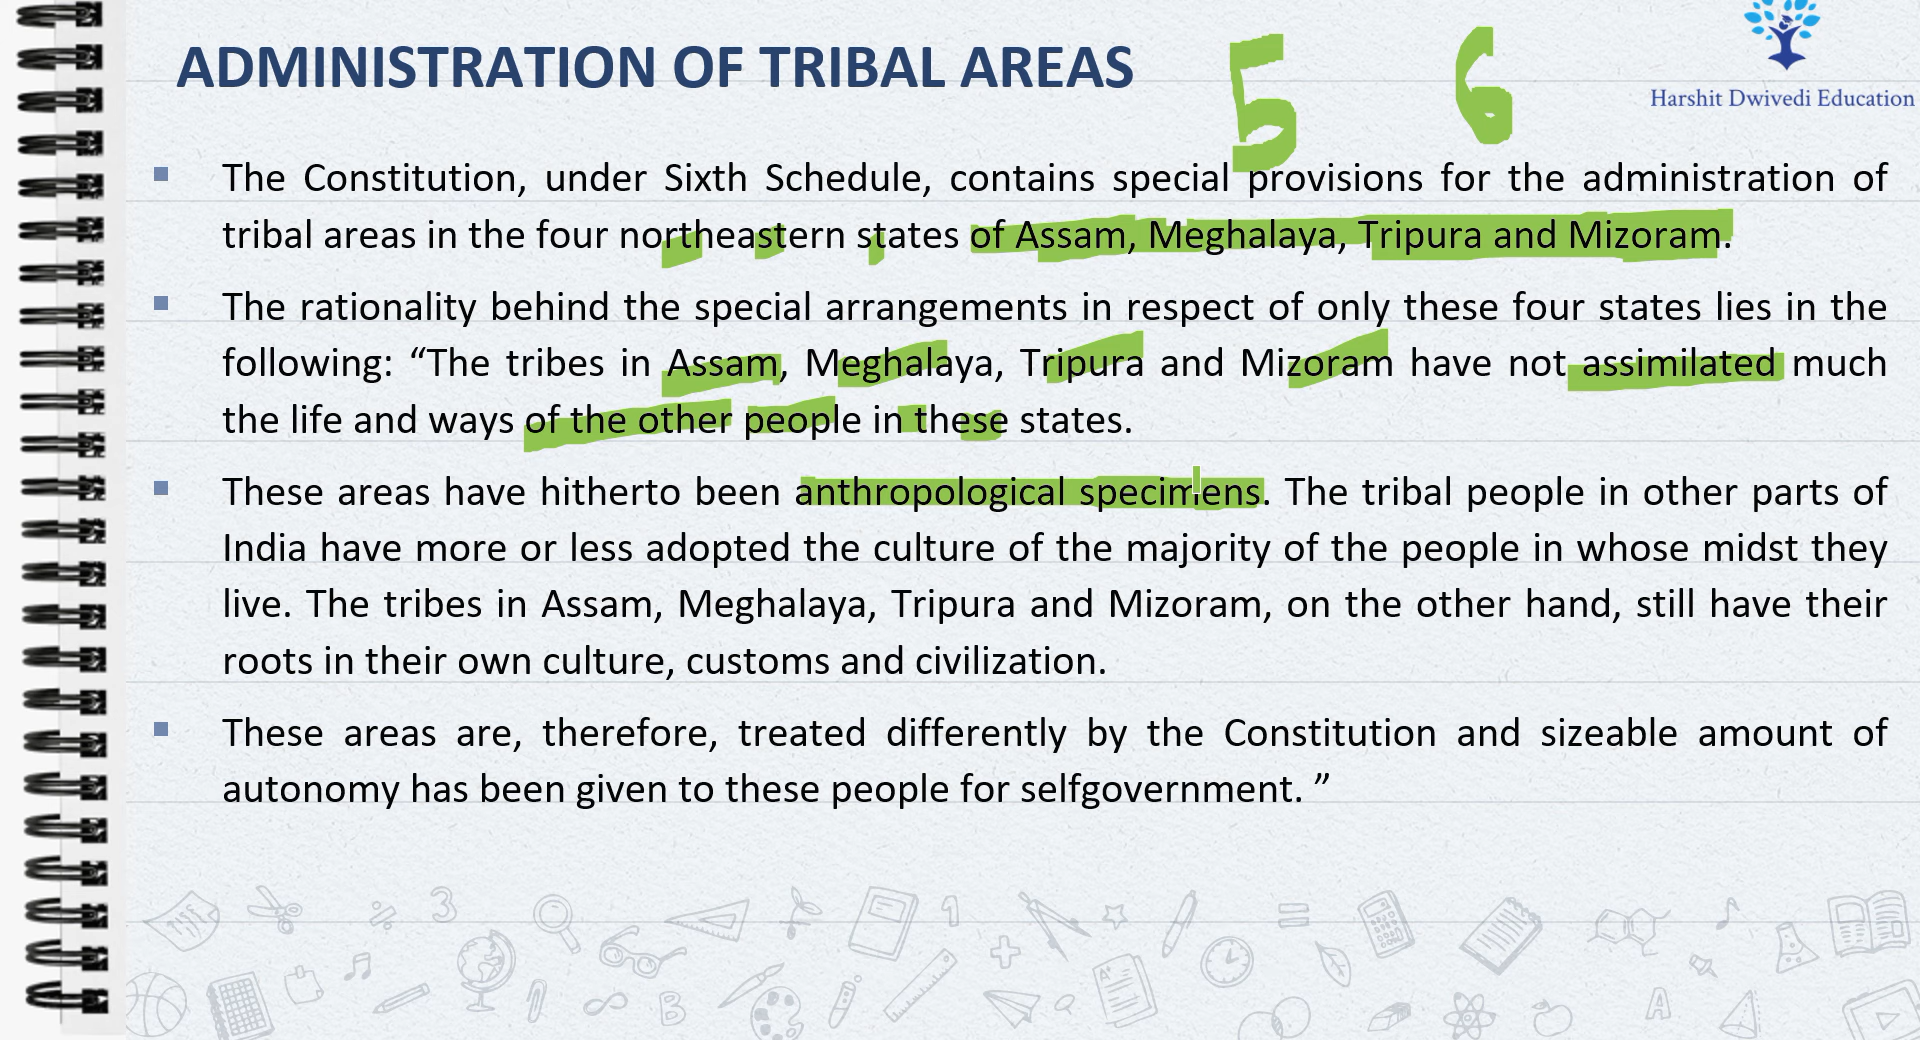 ADMINISTRATION OF TRIBAL AREAS
5 6
Harshit Dwivedi Education
The Constitution, under Sixth Schedule, contains special provisions for the administration of
tribal areas in the four northeastern states of Assam, Meghalaya, Tripura and Mizoram.
The rationality behind the special arrangements in respect of only these four states lies in the
following: “The tribes in Assam, Meghalaya, Tripura and Mizoram have not assimilated much
the life and ways of the other people in these states.
These areas have hitherto been anthropological specimens. The tribal people in other parts of
India have more or less adopted the culture of the majority of the people in whose midst they
live. The tribes in Assam, Meghalaya, Tripura and Mizoram, on the other hand, still have their
roots in their own culture, customs and civilization.
These areas are, therefore, treated differently by the Constitution and sizeable amount of
autonomy has been given to these people for selfgovernment. ”